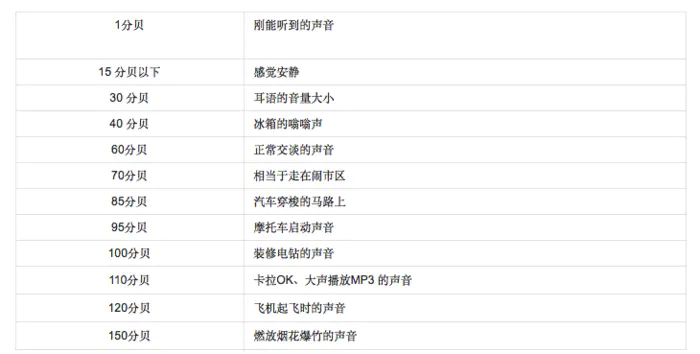 1分贝 刚能听到的声音
15 分贝以下 感觉安静
30 分贝 耳语的音量大小
40 分贝 冰箱的嗡嗡声
60分贝 正常交谈的声音
70分贝 相当于走在闹市区
85分贝 汽车穿梭的马路上
95分贝 摩托车启动声音
100分贝 装修电钻的声音
110分贝 卡拉OK、大声播放MP3 的声音
120分贝 飞机起飞时的声音
150分贝 燃放烟花爆竹的声音